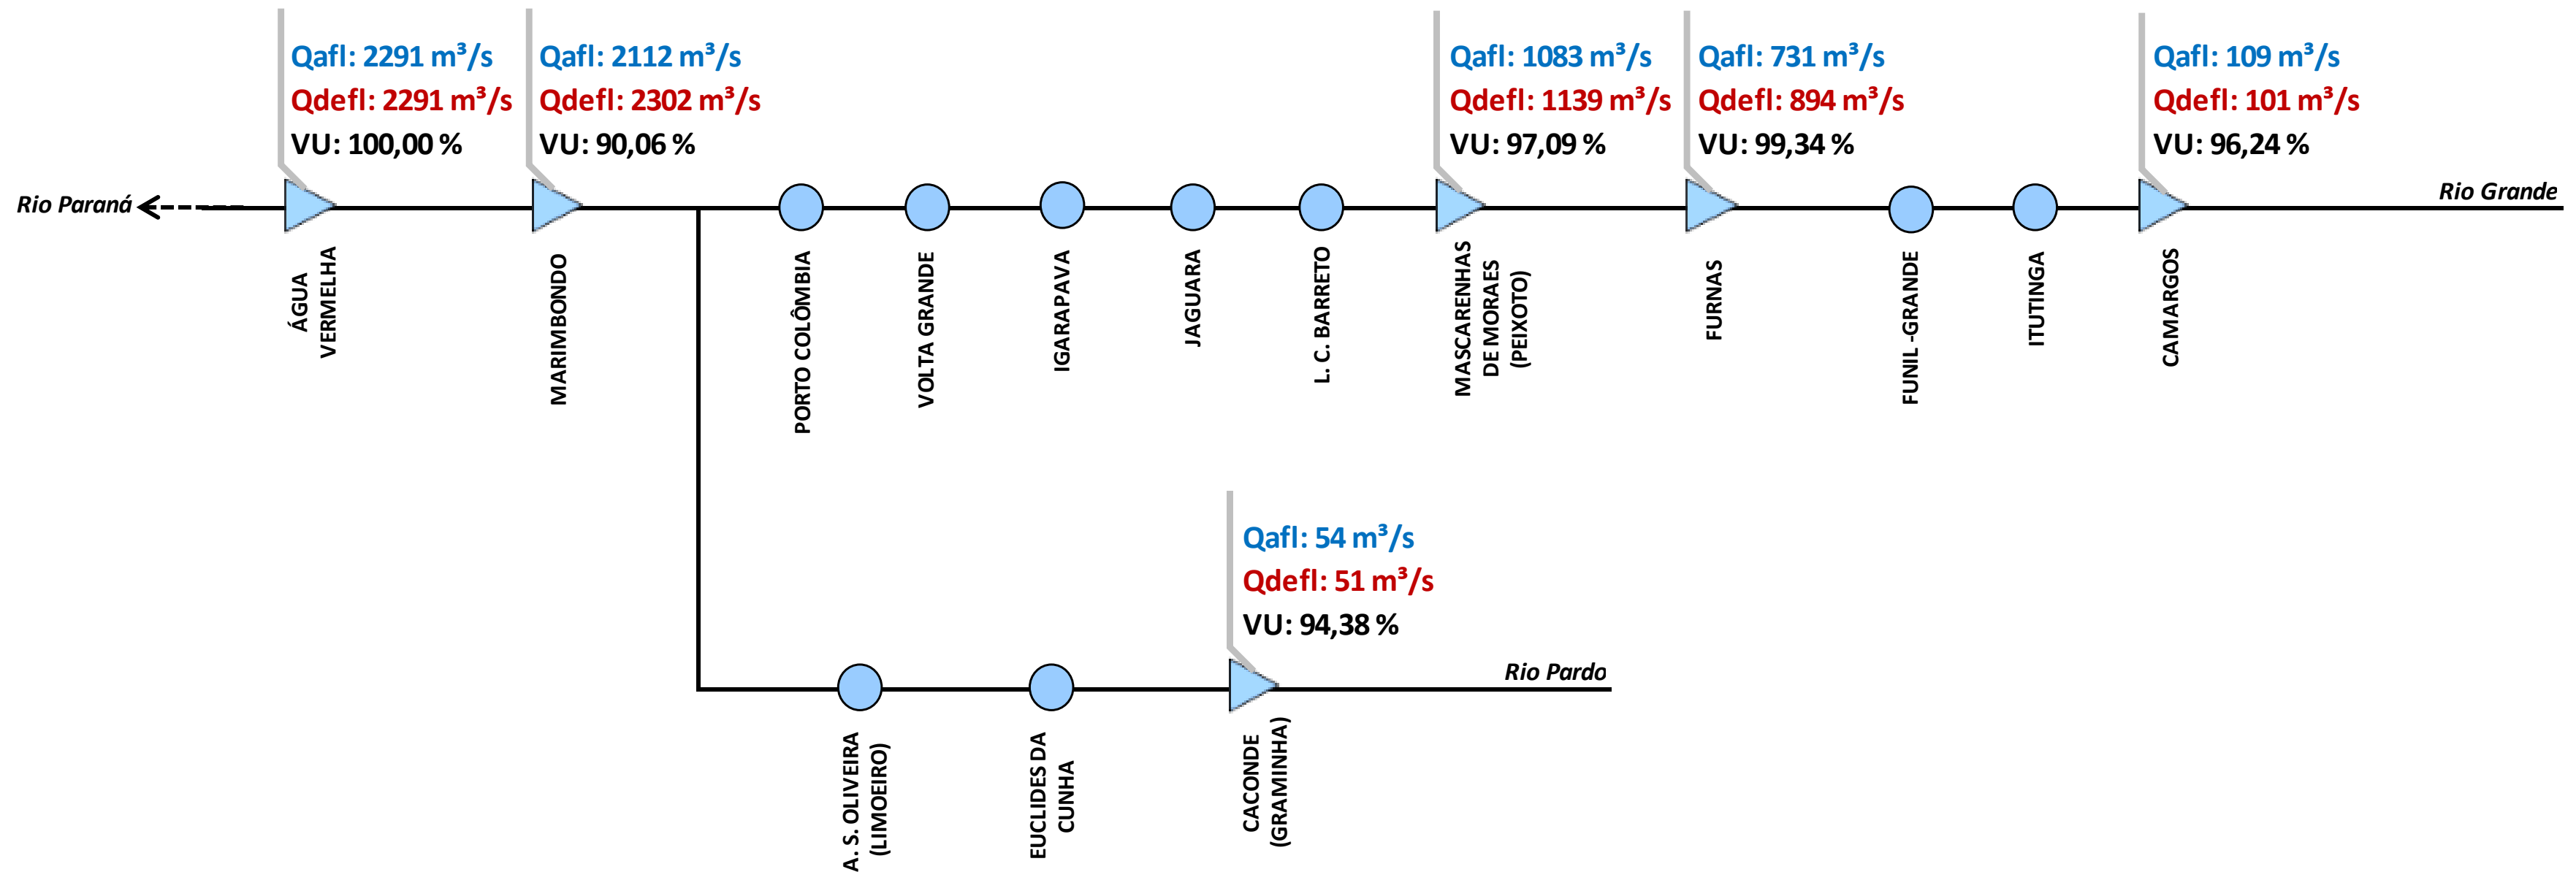 Qafl: 2291 m³/s
Qdefl: 2291 m³/s
VU: 100,00 %
Qafl: 2112 m³/s
Qdefl: 2302 m³/s
VU: 90,06 %
Qafl: 1083 m³/s
Qdefl: 1139 m³/s
VU: 97,09 %
Qafl: 731 m³/s
Qdefl: 894 m³/s
VU: 99,34 %
Qafl: 109 m³/s
Qdefl: 101 m³/s
VU: 96,24 %
Rio Paraná
Rio Grande
ÁGUA
VERMELHA
MARIMBONDO
PORTO COLÔMBIA
VOLTA GRANDE
IGARAPAVA
JAGUARA
L. C. BARRETO
MASCARENHAS
DE MORAES
(PEIXOTO)
FURNAS
FUNIL -GRANDE
ITUTINGA
CAMARGOS
Qafl: 54 m³/s
Qdefl: 51 m³/s
VU: 94,38 %
Rio Pardo
A. S. OLIVEIRA
(LIMOEIRO)
EUCLIDES DA
CUNHA
CACONDE
(GRAMINHA)